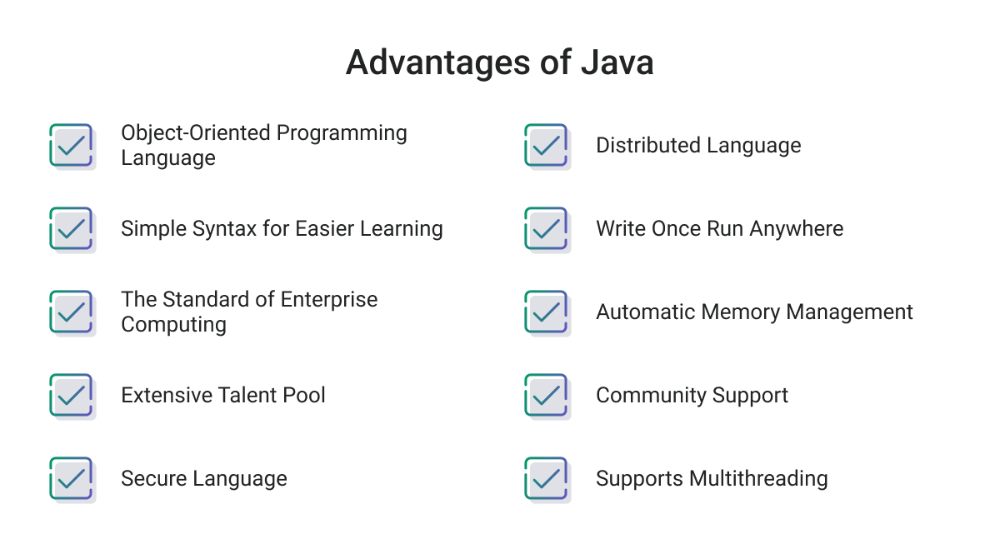 Advantages of Java
Object-Oriented Programming
Language
Simple Syntax for Easier Learning
The Standard of Enterprise
Computing
Extensive Talent Pool
Secure Language
Distributed Language
Write Once Run Anywhere
Automatic Memory Management
Community Support
Supports Multithreading